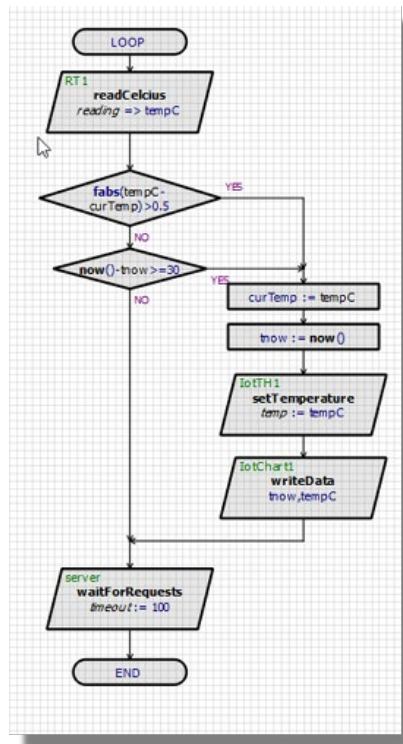 LOOP
RT1
readCelcius
reading => tempC
fabs(tempC-
curTemp)>0.5
YES
NO
now()-tnow>=30
YES
NO
curTemp := tempC
tnow := now()
IotTH1
setTemperature
temp := tempC
IotChart1
writeData
tnow,tempC
server
waitForRequests
timeout := 100
END